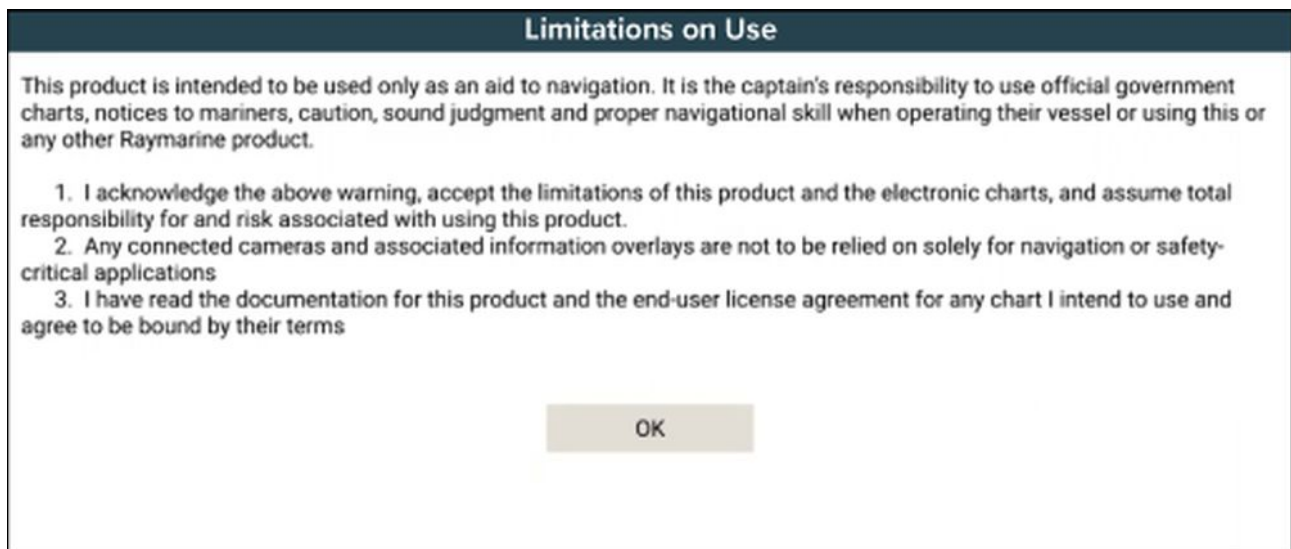 Limitations on Use
This product is intended to be used only as an aid to navigation. It is the captain's responsibility to use official government
charts, notices to mariners, caution, sound judgment and proper navigational skill when operating their vessel or using this or
any other Raymarine product.
1. I acknowledge the above warning, accept the limitations of this product and the electronic charts, and assume total
responsibility for and risk associated with using this product.
2. Any connected cameras and associated information overlays are not to be relied on solely for navigation or safety-
critical applications
3. I have read the documentation for this product and the end-user license agreement for any chart I intend to use and
agree to be bound by their terms
OK